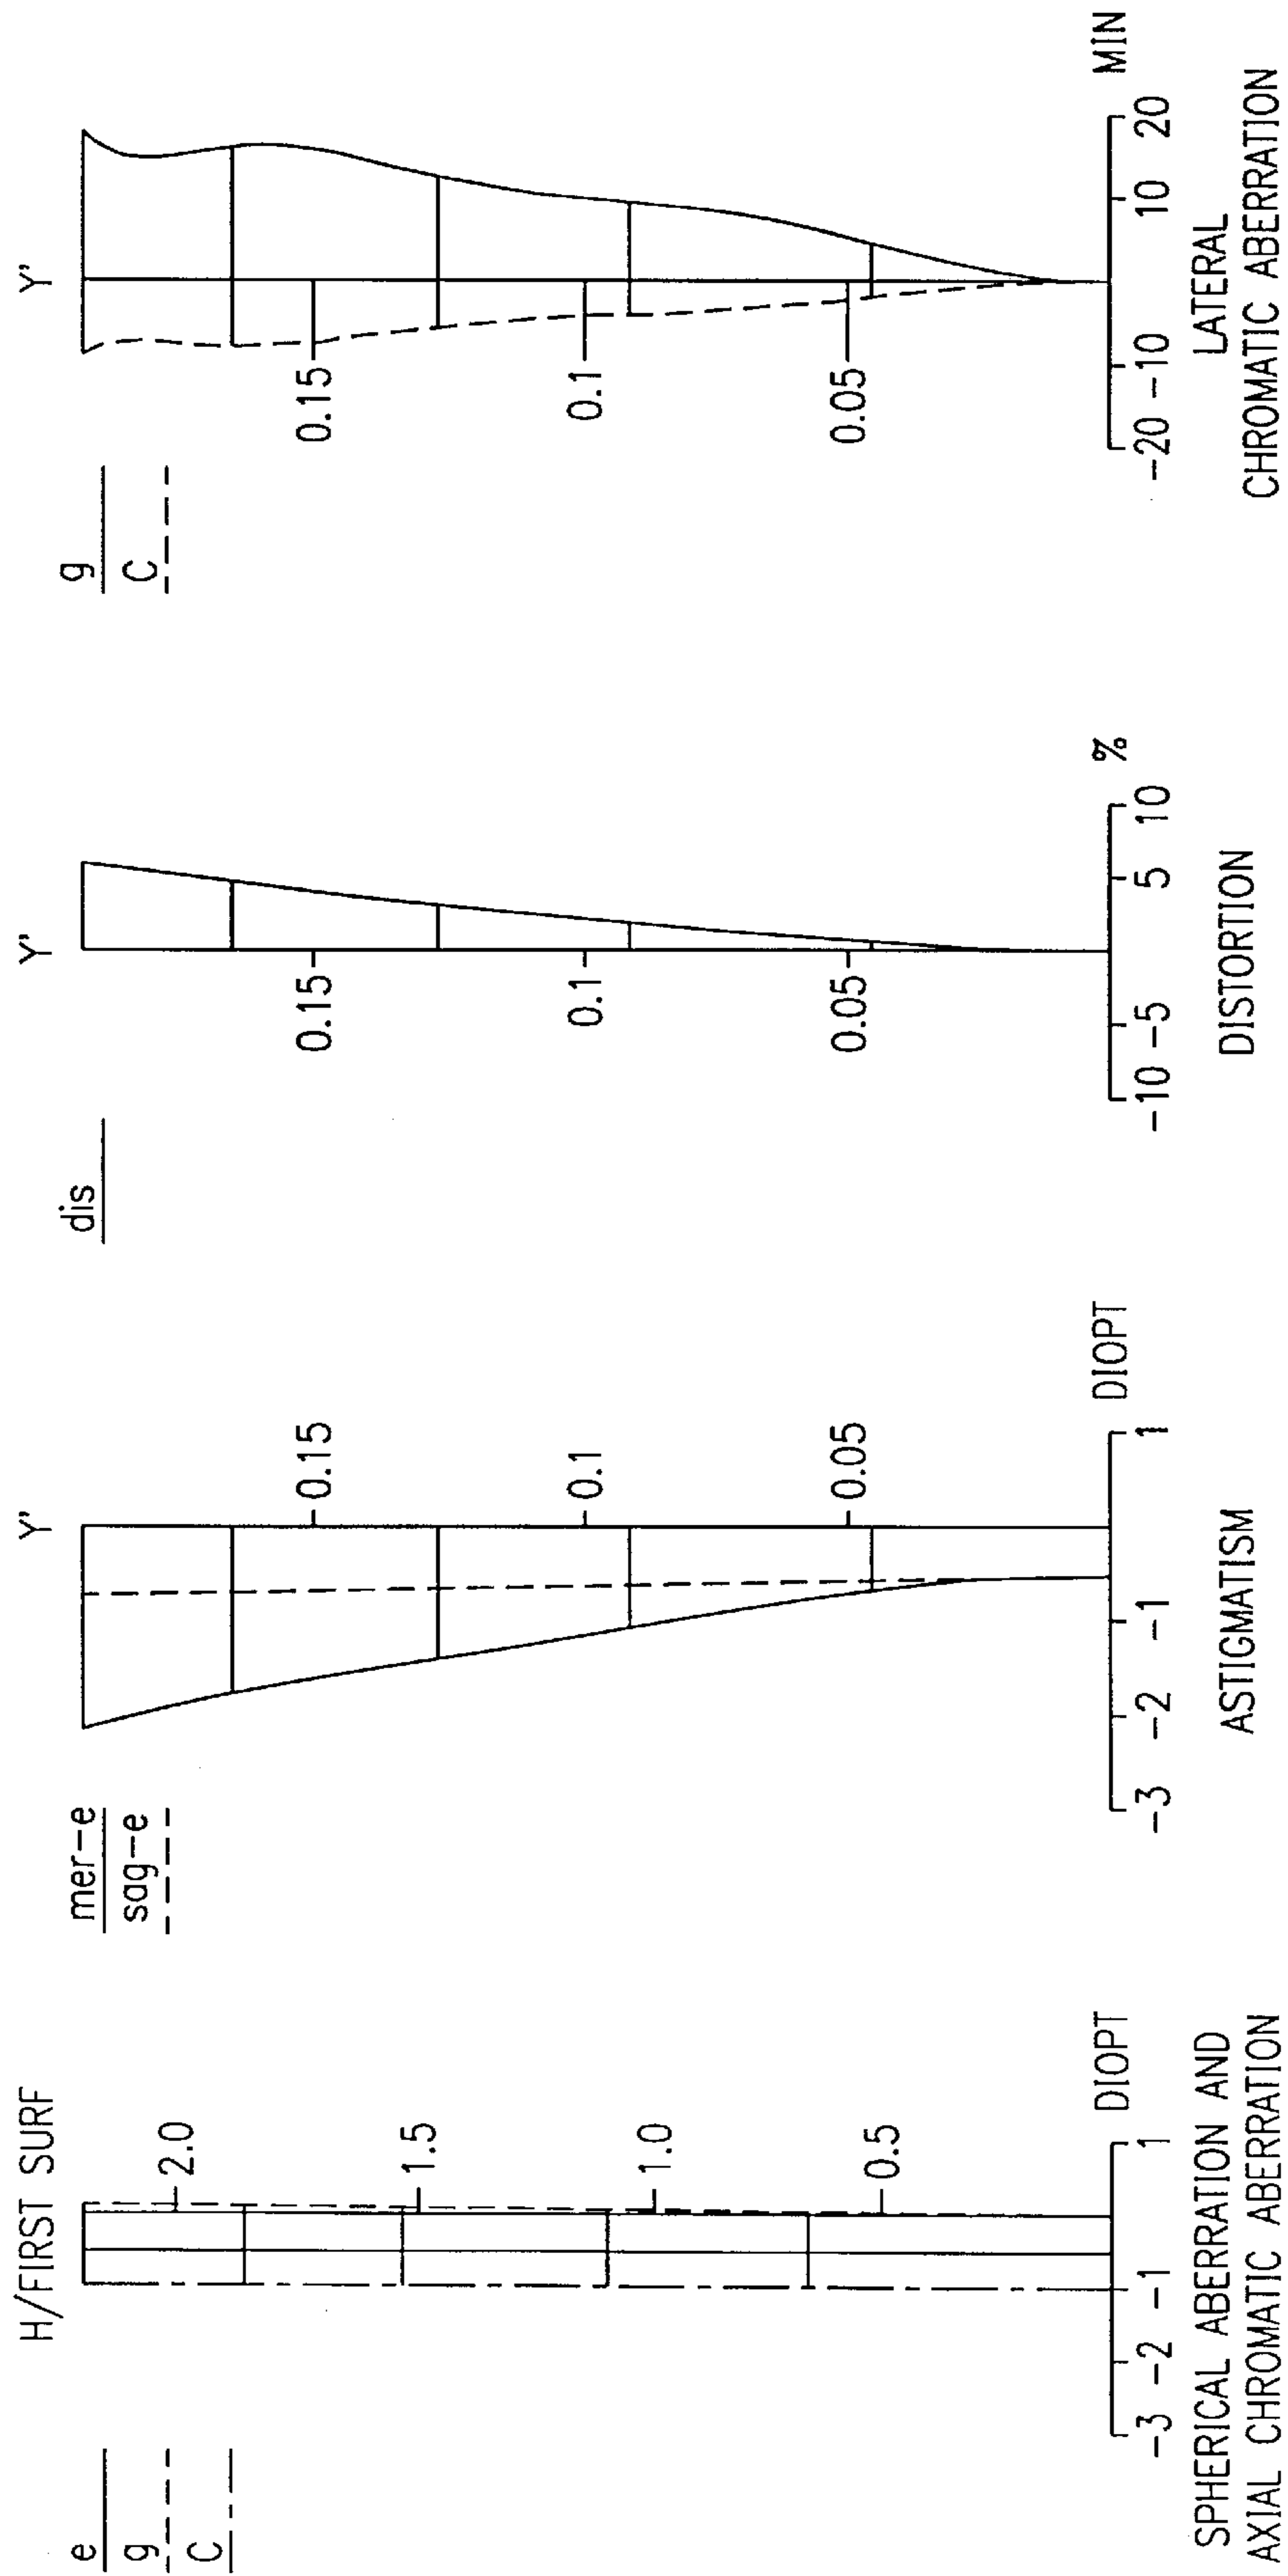 e
g
C
H/FIRST SURF
2.0
1.5
1.0
0.5
DIOPT
-3 -2 -1 1
SPHERICAL ABERRATION AND
AXIAL CHROMATIC ABERRATION
mer-e
sag-e
Y'
0.15
0.1
0.05
DIOPT
-3 -2 -1 1
ASTIGMATISM
dis
Y'
0.15
0.1
0.05
%
-10 -5 5 10
DISTORTION
g
C
Y'
0.15
0.1
0.05
MIN
-20 -10 10 20
LATERAL
CHROMATIC ABERRATION